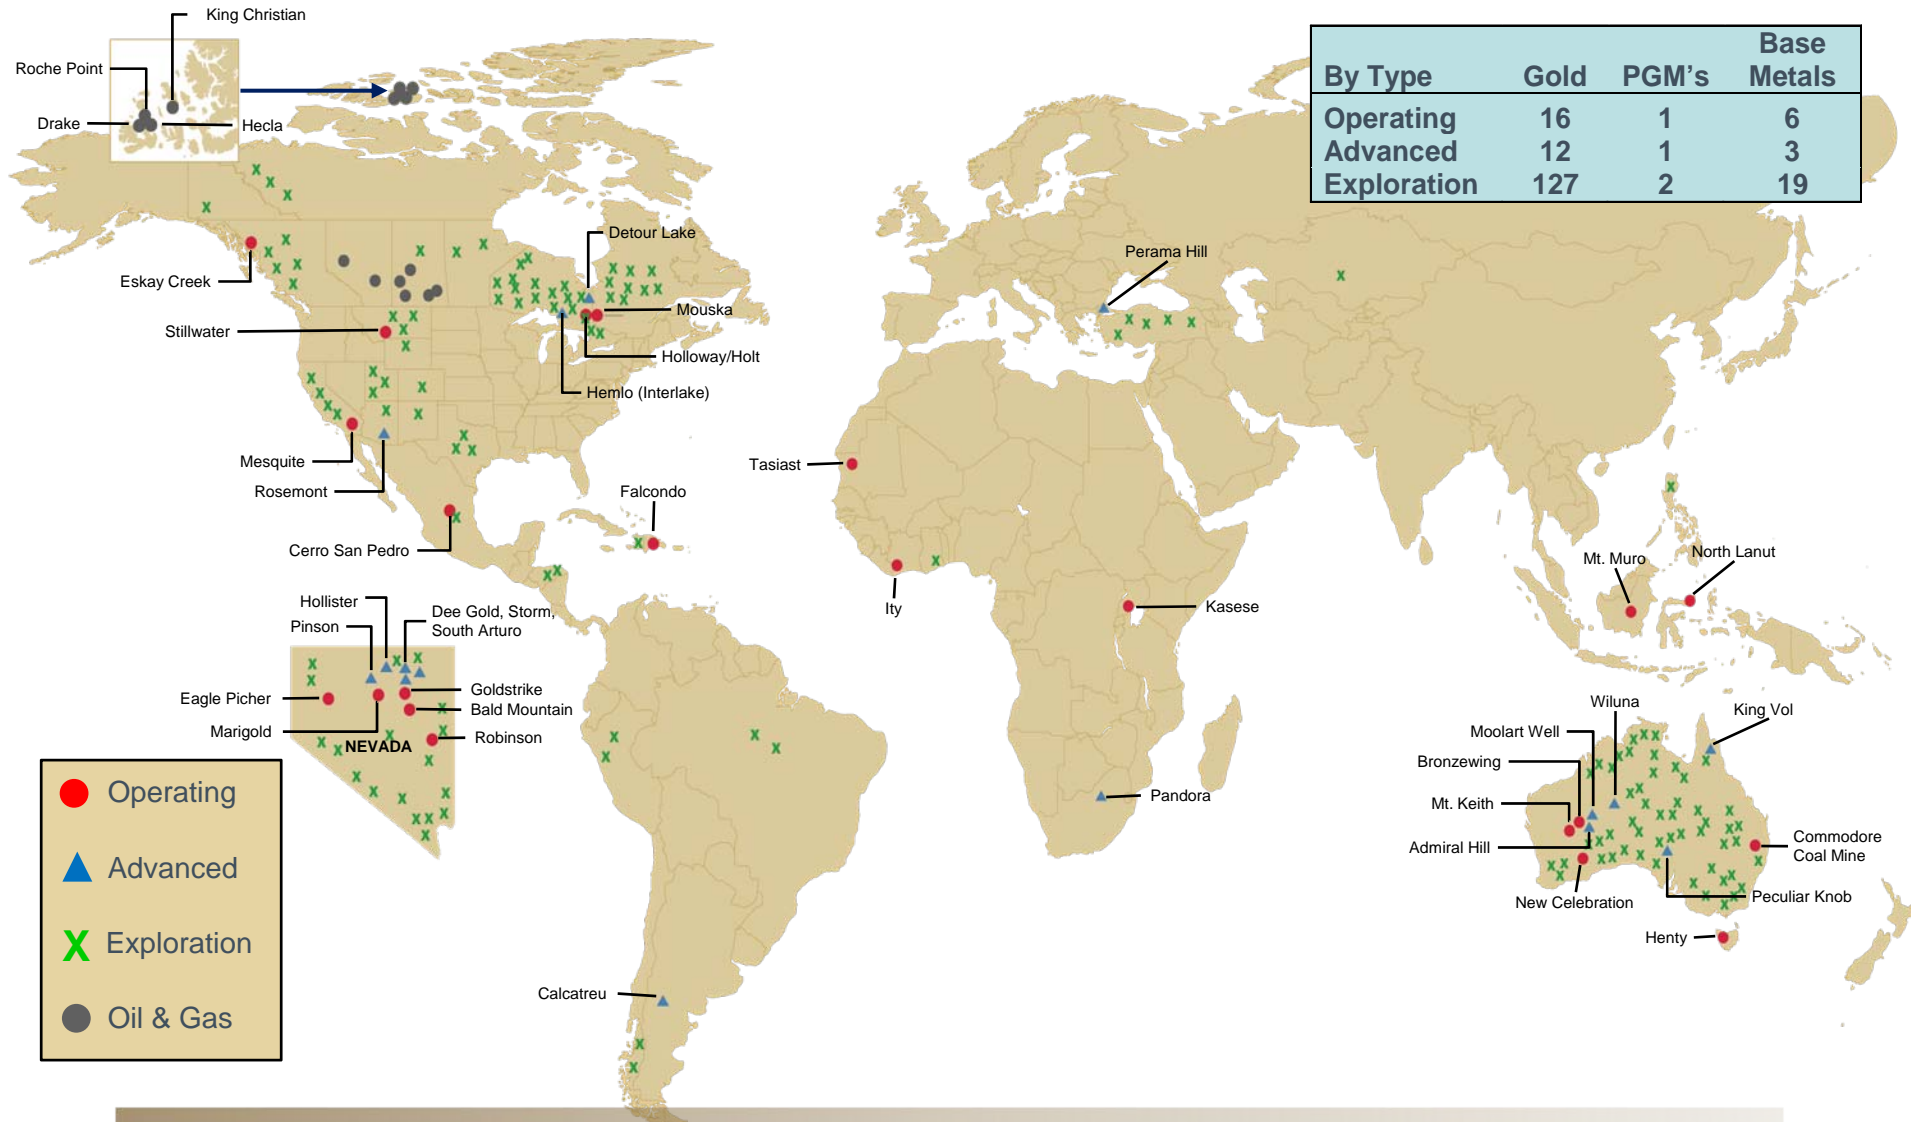 King Christian
Roche Point
Drake
Hecla
By Type Gold PGM's Base Metals
Operating 16 1 6
Advanced 12 1 3
Exploration 127 2 19
Detour Lake
Eskay Creek
Perama Hill
Stillwater
Mouska
Holloway/Holt
Hemlo (Interlake)
Mesquite
Rosemont
Tasiast
Falcondo
Cerro San Pedro
Mt. Muro
North Lanut
Ity
Kasese
Hollister
Pinson
Dee Gold, Storm,
South Arturo
Eagle Picher
Goldstrike
Bald Mountain
Marigold
NEVADA
Robinson
Wiluna
King Vol
Moolart Well
Bronzewing
Mt. Keith
Pandora
Admiral Hill
Commodore
Coal Mine
New Celebration
Peculiar Knob
Henty
Calcatreu
Operating
Advanced
X Exploration
Oil & Gas